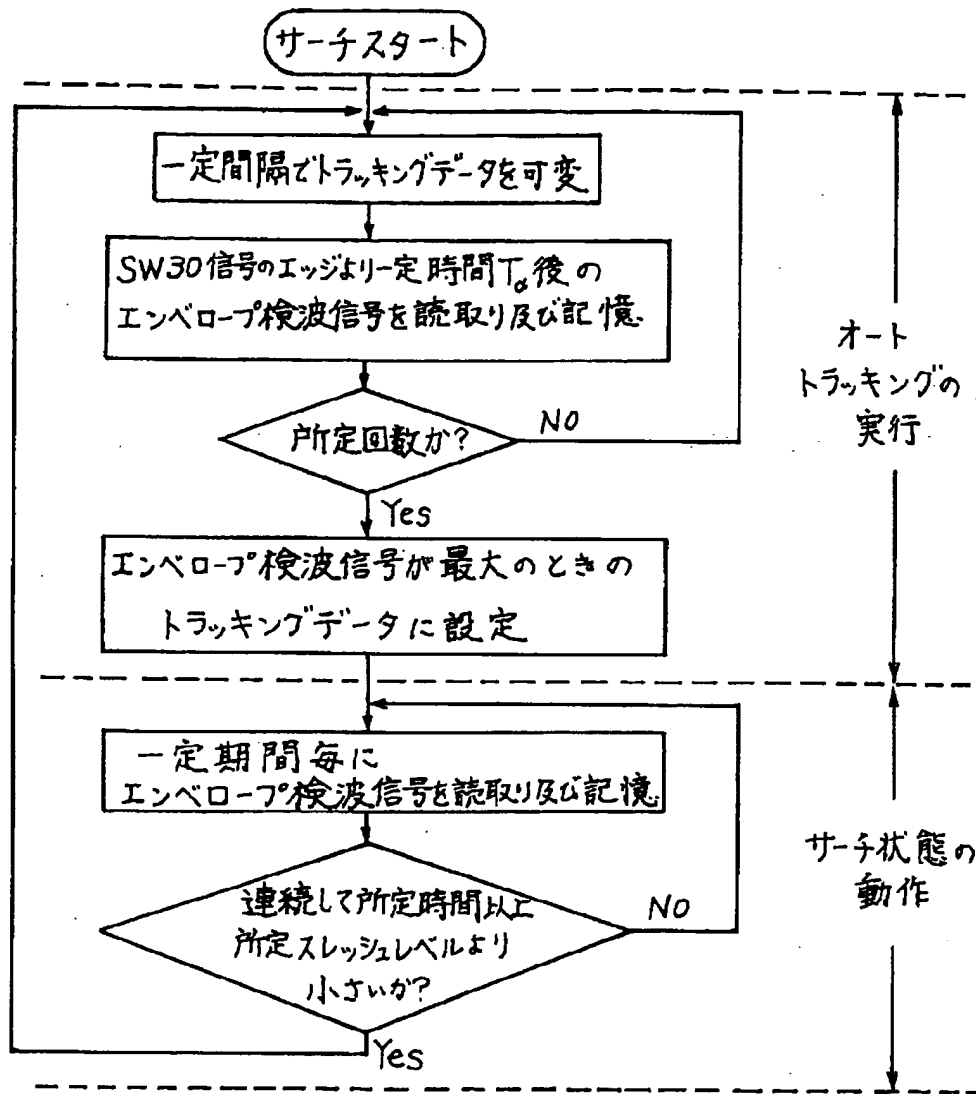 サーチスタート
一定間隔でトラッキングデータを可変
SW30信号のエッジより一定時間Tα後の
エンベロープ検波信号を読取り及び記憶
所定回数か?
NO
Yes
エンベロープ検波信号が最大のときの
トラッキングデータに設定
オート
トラッキングの
実行
一定期間毎に
エンベロープ検波信号を読取り及び記憶
連続して所定時間以上
所定スレッシュレベルより
小さいか?
NO
Yes
サーチ状態の
動作